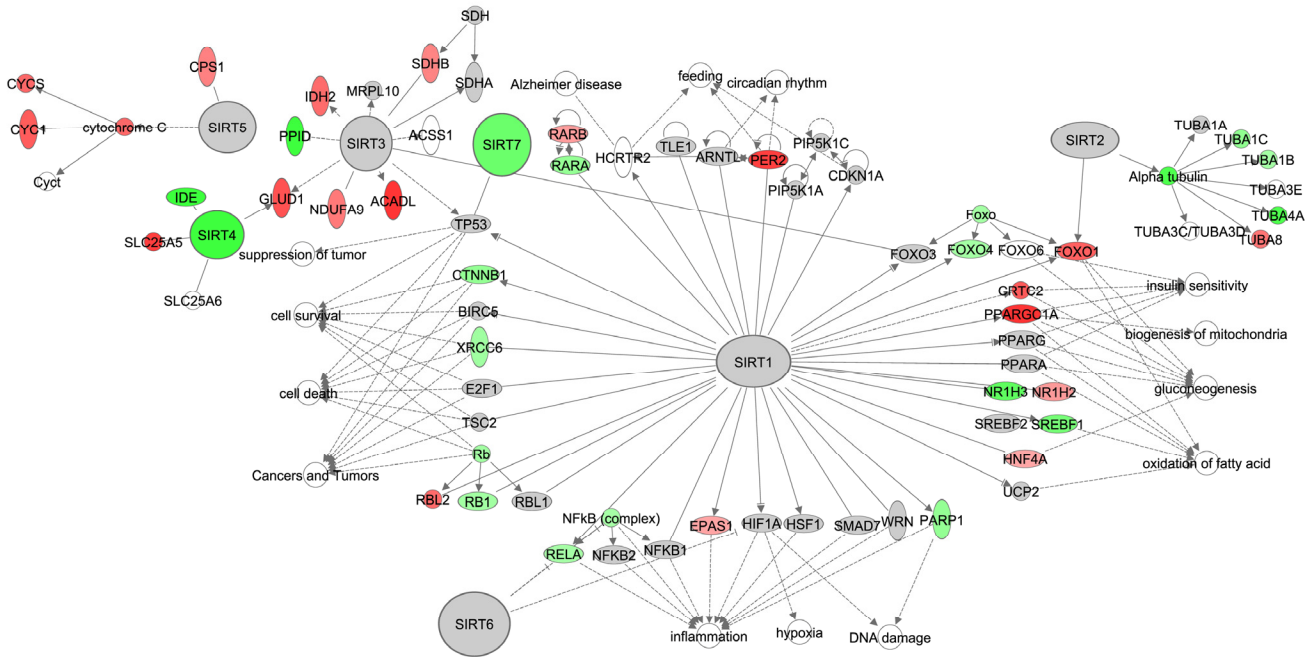 SDH
SDHB
SDHA
CPS1
CYCS
IDH2
MRPL10
feeding
circadian rhythm
Alzheimer disease
CYC1
cytochrome C
SIRT5
PPID
SIRT3
ACSS1
SIRT7
RARB
RARA
HCRTR2
TLE1
ARNTL
PER2
PIP5K1C
PIP5K1A
CDKN1A
SIRT2
TUBA1A
TUBA1C
TUBA1B
Alpha tubulin
TUBA3E
TUBA4A
TUBA3C/TUBA3D
TUBA8
Cyct
IDE
GLUD1
NDUFA9
ACADL
SIRT4
SLC25A5
SLC25A6
TP53
suppression of tumor
Foxo
FOXO3
FOXO4
FOXO6
FOXO1
CTNNB1
BIRC5
cell survival
XRCC6
E2F1
cell death
TSC2
Rb
Cancers and Tumors
RBL2
RB1
RBL1
SIRT1
CRTC2
PPARGC1A
PPARG
PPARA
NR1H3
NR1H2
SREBF2
SREBF1
HNF4A
UCP2
insulin sensitivity
biogenesis of mitochondria
gluconeogenesis
oxidation of fatty acid
NFkB (complex)
RELA
NFKB2
NFKB1
EPAS1
HIF1A
HSF1
SMAD7
WRN
PARP1
SIRT6
inflammation
hypoxia
DNA damage